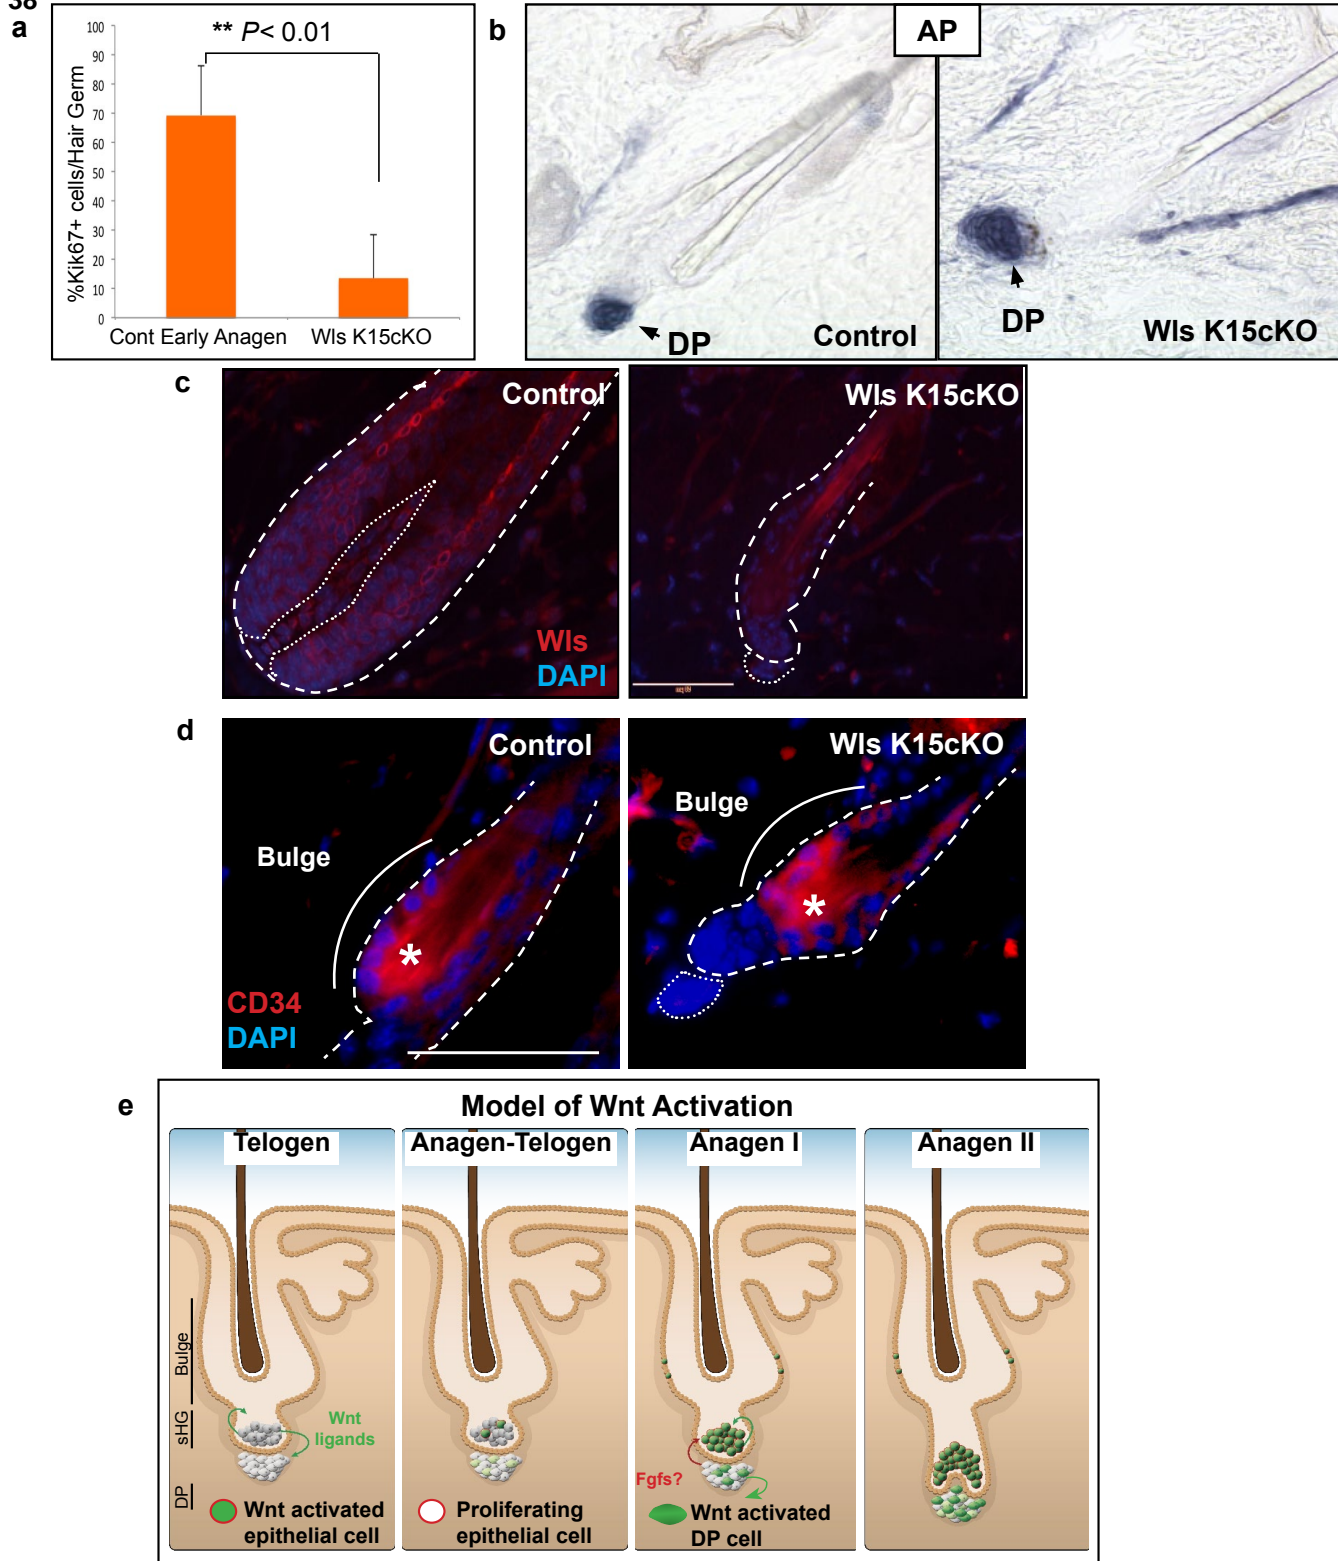 38
a
** P< 0.01
%Kik67+ cells/Hair Germ
100
90
80
70
60
50
40
30
20
10
0
Cont Early Anagen
Wls K15cKO
b
AP
DP
Control
DP
Wls K15cKO
c
Control
Wls
DAPI
Wls K15cKO
d
Control
Bulge
*
CD34
DAPI
Wls K15cKO
Bulge
*
e
Model of Wnt Activation
Telogen
Anagen-Telogen
Anagen I
Anagen II
Bulge
sHG
DP
Wnt
ligands
Fgfs?
Wnt activated
epithelial cell
Proliferating
epithelial cell
Wnt activated
DP cell